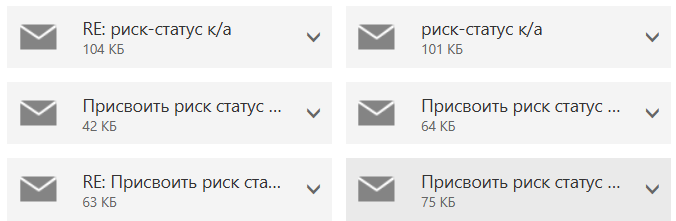 RE: риск-статус к/а
104 КБ
риск-статус к/а
101 КБ
Присвоить риск статус ...
42 КБ
Присвоить риск статус ...
64 КБ
RE: Присвоить риск ста...
63 КБ
Присвоить риск статус ...
75 КБ